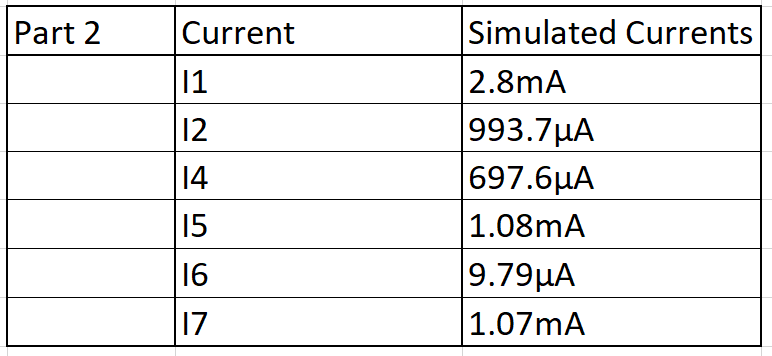 Part 2 Current Simulated Currents
I1 2.8mA
I2 993.7µA
I4 697.6µA
I5 1.08mA
I6 9.79µA
I7 1.07mA